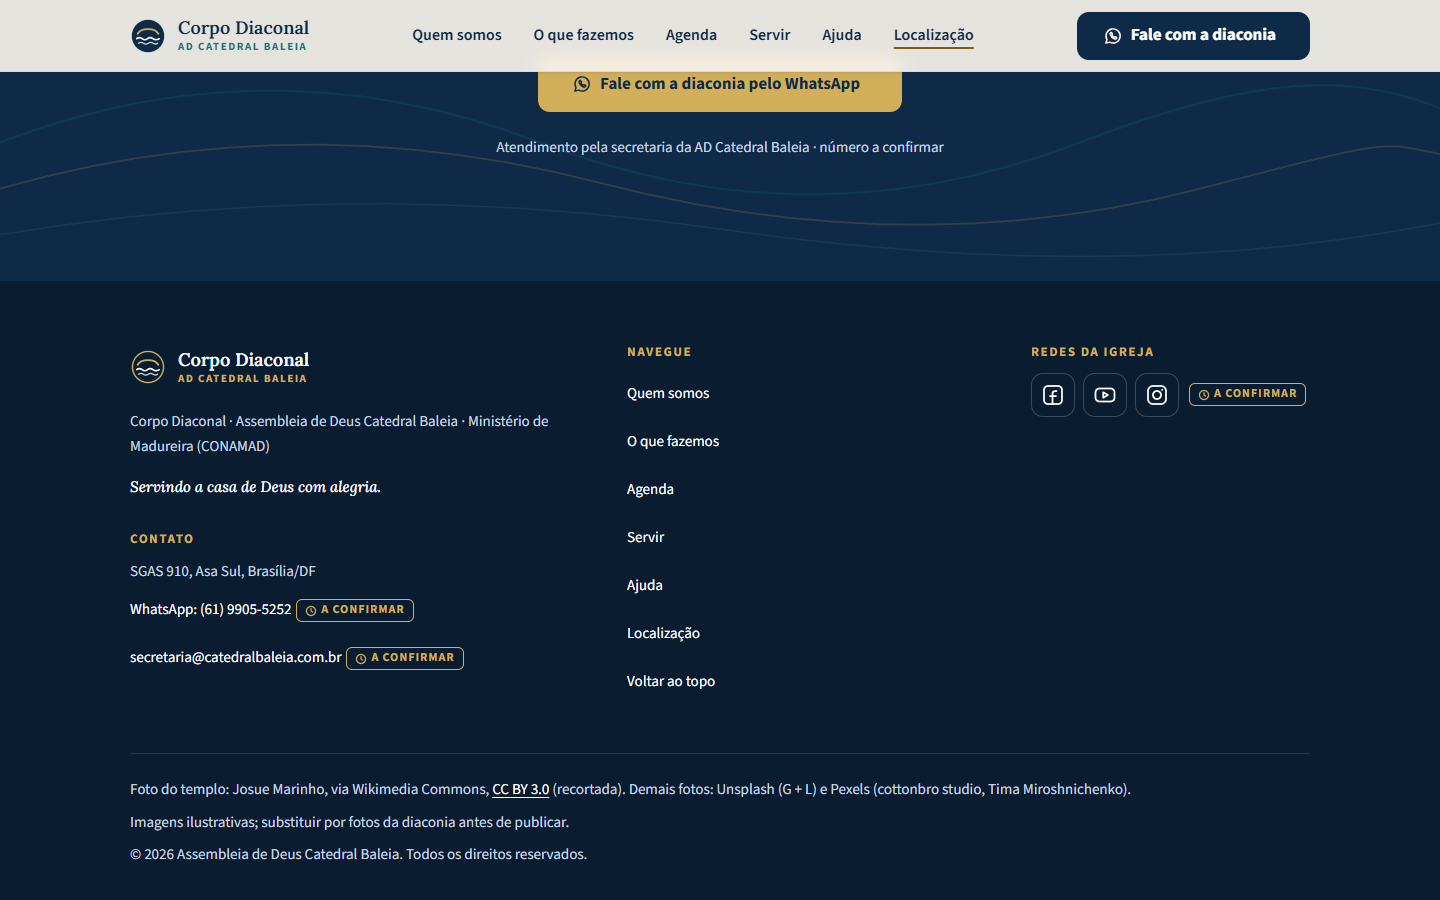 Corpo Diaconal
AD CATEDRAL BALEIA
Quem somos
O que fazemos
Agenda
Servir
Ajuda
Localização
Fale com a diaconia
Fale com a diaconia pelo WhatsApp
Atendimento pela secretaria da AD Catedral Baleia · número a confirmar
Corpo Diaconal
AD CATEDRAL BALEIA
Corpo Diaconal · Assembleia de Deus Catedral Baleia · Ministério de
Madureira (CONAMAD)
Servindo a casa de Deus com alegria.
CONTATO
SGAS 910, Asa Sul, Brasília/DF
WhatsApp: (61) 9905-5252 A CONFIRMAR
secretaria@catedralbaleia.com.br A CONFIRMAR
NAVEGUE
Quem somos
O que fazemos
Agenda
Servir
Ajuda
Localização
Voltar ao topo
REDES DA IGREJA
A CONFIRMAR
Foto do templo: Josue Marinho, via Wikimedia Commons, CC BY 3.0 (recortada). Demais fotos: Unsplash (G + L) e Pexels (cottonbro studio, Tima Miroshnichenko).
Imagens ilustrativas; substituir por fotos da diaconia antes de publicar.
© 2026 Assembleia de Deus Catedral Baleia. Todos os direitos reservados.